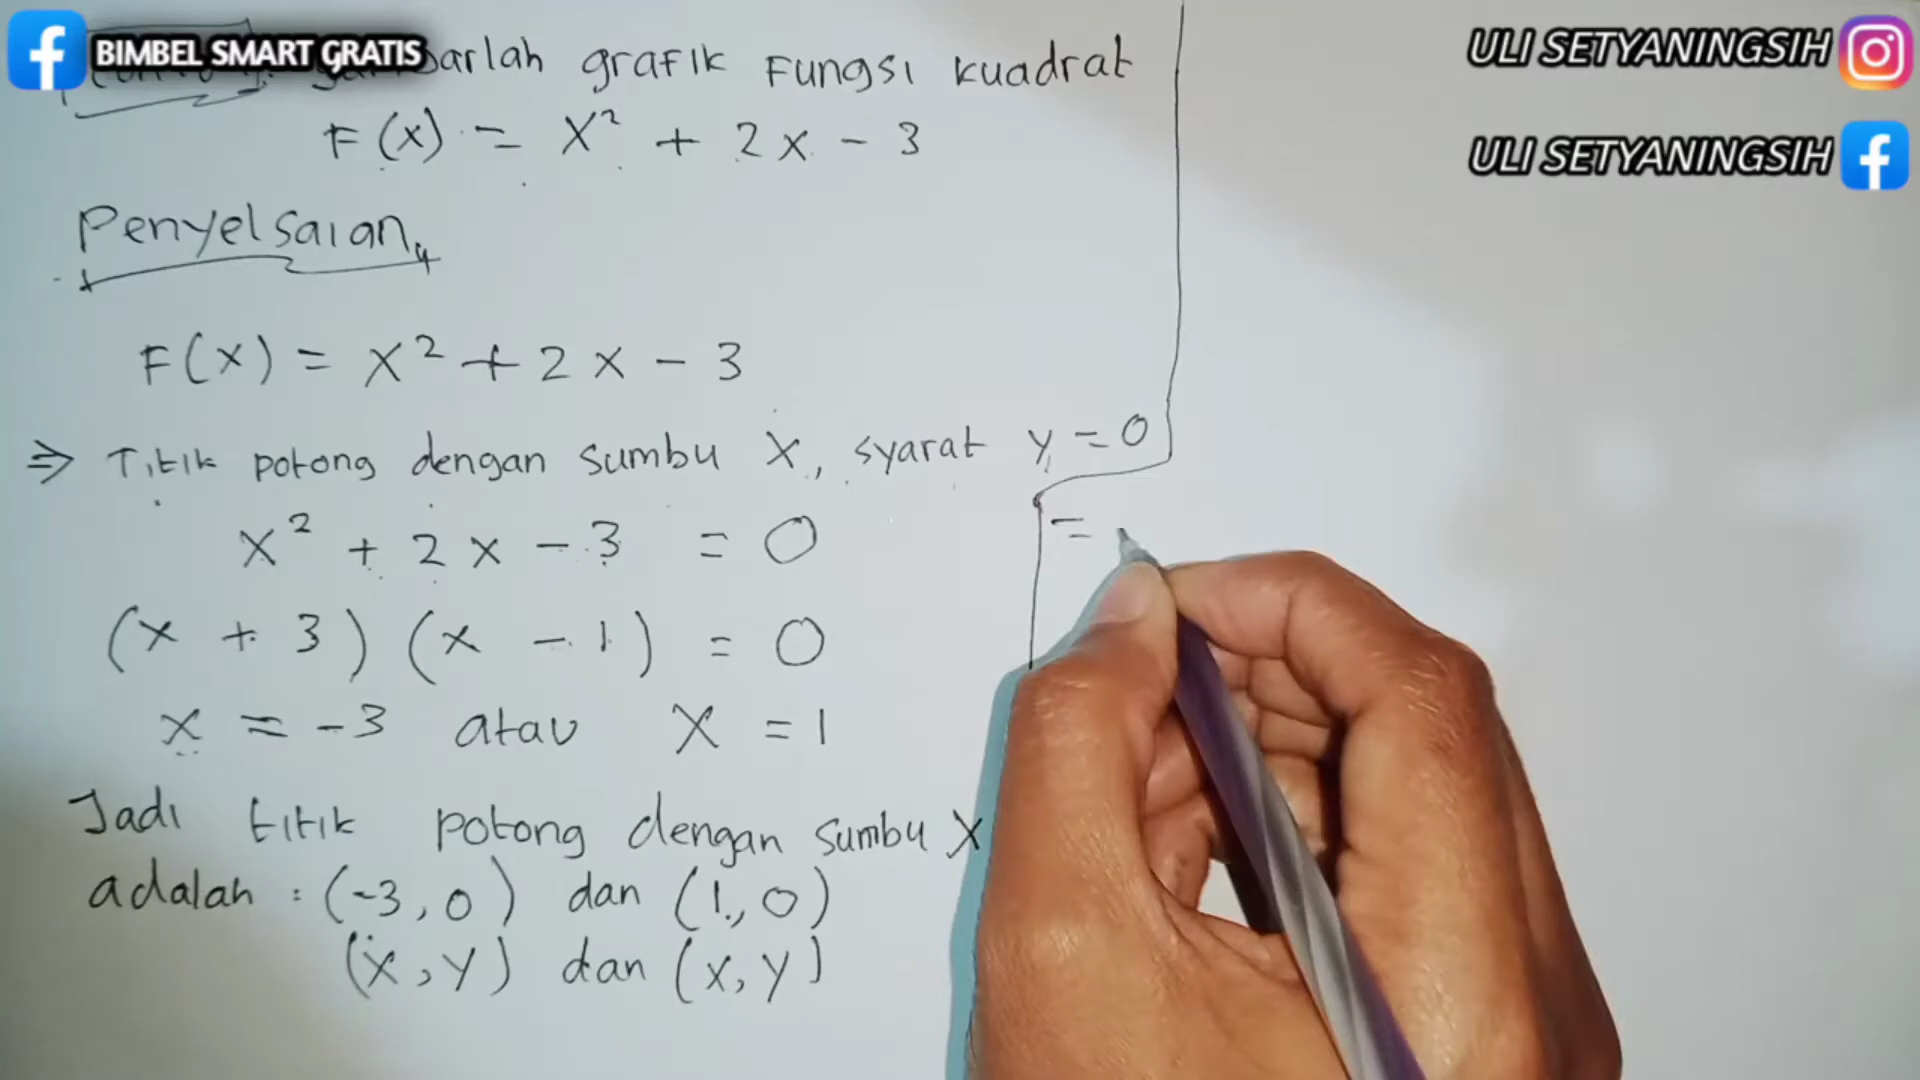 BIMBEL SMART GRATIS
ULI SETYANINGSIH
ULI SETYANINGSIH
grafik Fungsi kuadrat
F(x) = x² + 2x - 3
Penyelsaian
F(x) = x² + 2x - 3
⇒ Titik potong dengan sumbu X, syarat y = 0
x² + 2x - 3 = 0
(x + 3) (x - 1) = 0
x = -3 atau x = 1
Jadi titik potong dengan sumbu X
adalah : (-3, 0) dan (1, 0)
(x, y) dan (x, y)
=